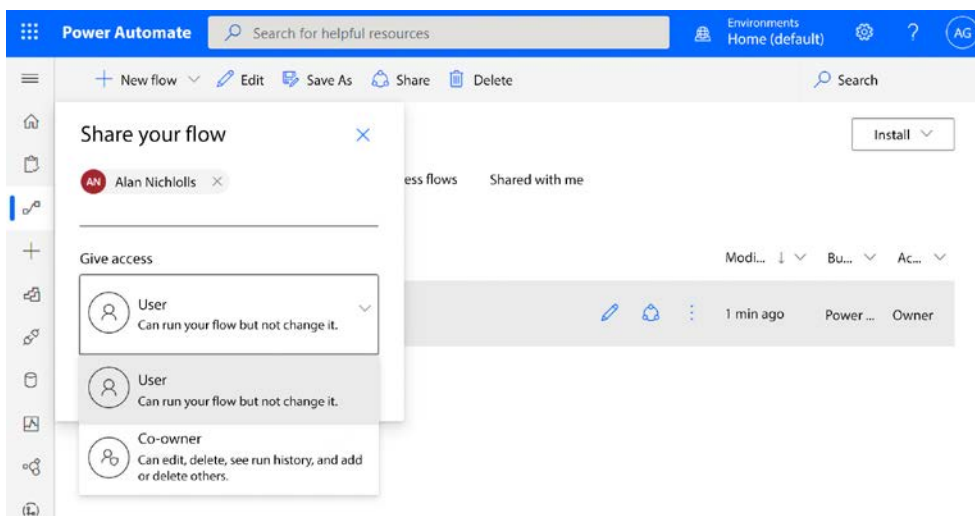 Power Automate
Search for helpful resources
Environments
Home (default)
?
AG
New flow
Edit
Save As
Share
Delete
Search
Share your flow
Install
AN Alan Nichlolls
ess flows
Shared with me
Give access
Modi...
Bu...
Ac...
User
Can run your flow but not change it.
1 min ago
Power ...
Owner
User
Can run your flow but not change it.
Co-owner
Can edit, delete, see run history, and add
or delete others.